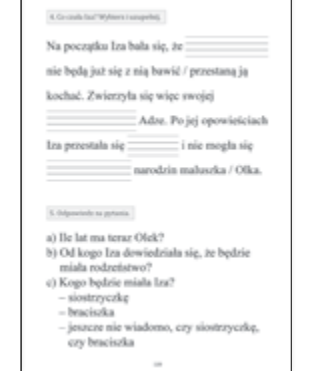 4. Co czuła Iza? Wybierz i uzupełnij.
Na początku Iza bała się, że
nie będą już się z nią bawić / przestaną ją
kochać. Zwierzyła się więc swojej
Adze. Po jej opowieściach
Iza przestała się i nie mogła się
narodzin maluszka / Olka.
5. Odpowiedz na pytania.
a) Ile lat ma teraz Olek?
b) Od kogo Iza dowiedziała się, że będzie
miała rodzeństwo?
c) Kogo będzie miała Iza?
– siostrzyczkę
– braciszka
– jeszcze nie wiadomo, czy siostrzyczkę,
czy braciszka